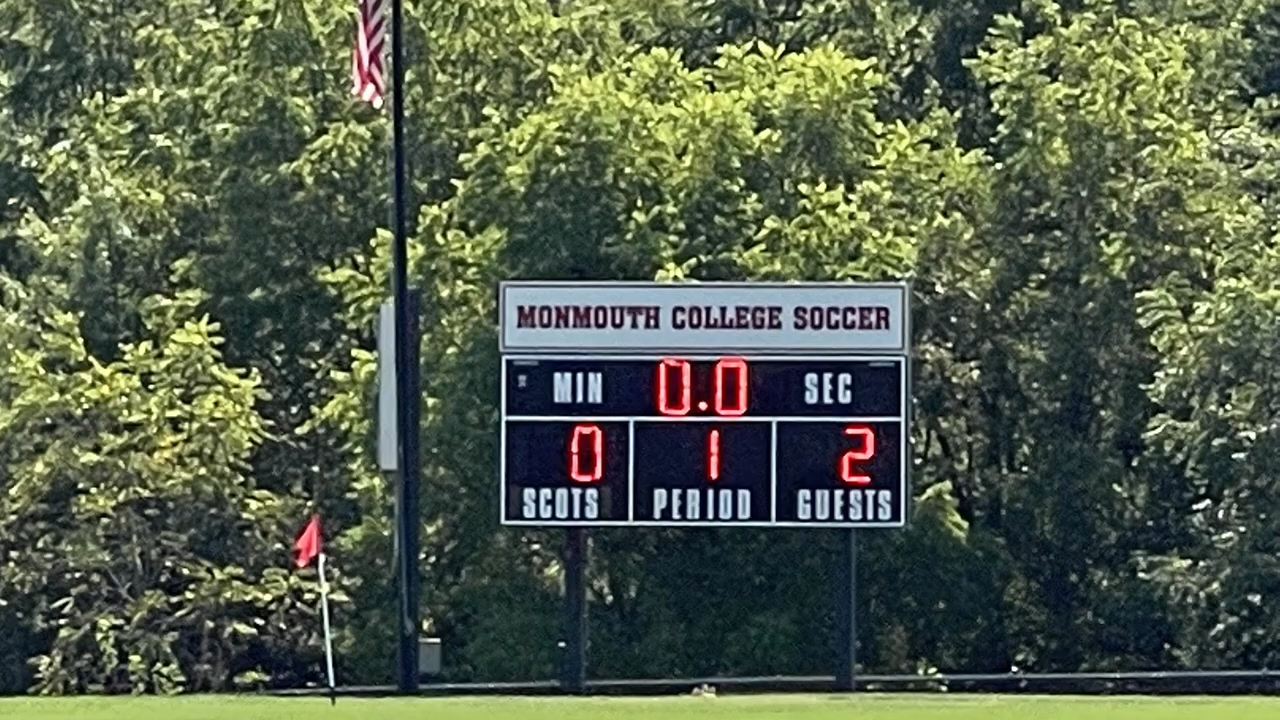 MONMOUTH COLLEGE SOCCER
MIN 0.0 SEC
0 1 2
SCOTS PERIOD GUESTS